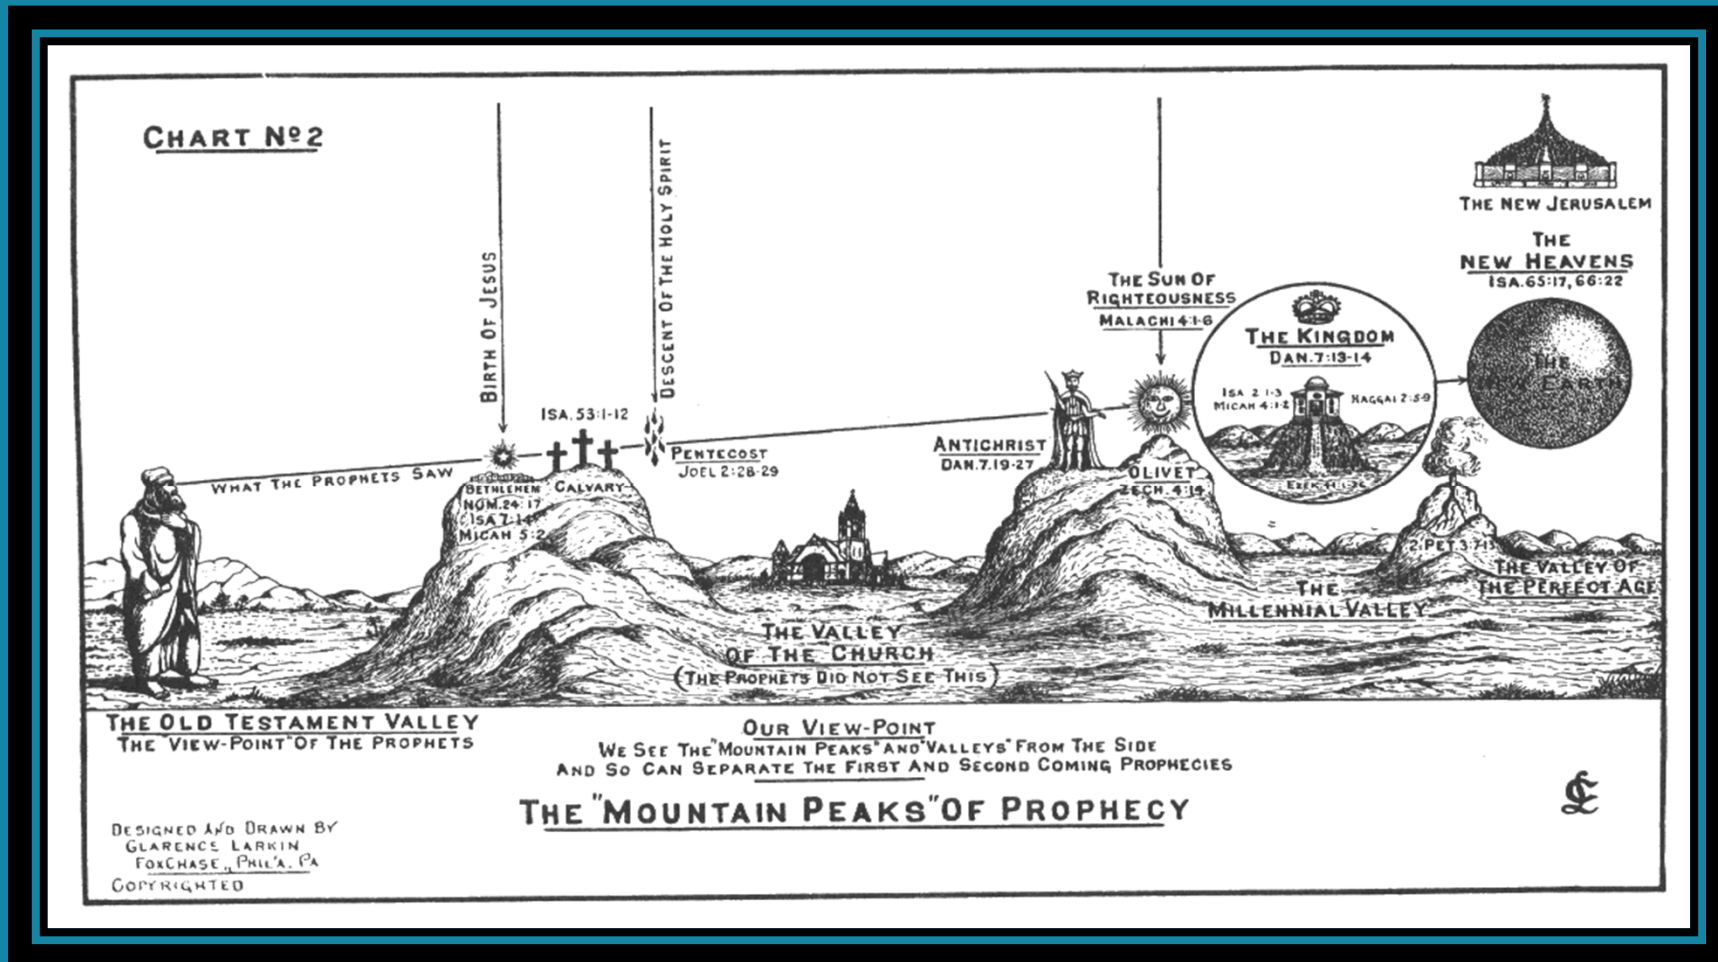 CHART No 2
BIRTH OF JESUS
DESCENT OF THE HOLY SPIRIT
THE NEW JERUSALEM
THE
NEW HEAVENS
ISA. 65:17, 66:22
THE
NEW EARTH
THE SUN OF
RIGHTEOUSNESS
MALACHI 4:1-6
THE KINGDOM
DAN. 7:13-14
ISA 2:1-3
MICAH 4:1-2
HAGGAI 2:5-9
ISA. 53:1-12
WHAT THE PROPHETS SAW
PENTECOST
JOEL 2:28-29
ANTICHRIST
DAN. 7.19-27
BETHLEHEM
NUM. 24:17
ISA 7:14
MICAH 5:2
CALVARY
OLIVET
ZECH. 4:14
2. PET. 3:7-13
THE VALLEY OF
THE PERFECT AGE
THE
MILLENNIAL VALLEY
THE VALLEY
OF THE CHURCH
(THE PROPHETS DID NOT SEE THIS)
THE OLD TESTAMENT VALLEY
THE "VIEW-POINT" OF THE PROPHETS
OUR VIEW-POINT
WE SEE THE "MOUNTAIN PEAKS" AND "VALLEYS" FROM THE SIDE
AND SO CAN SEPARATE THE FIRST AND SECOND COMING PROPHECIES
THE "MOUNTAIN PEAKS" OF PROPHECY
DESIGNED AND DRAWN BY
CLARENCE LARKIN
FOXCHASE, PHIL'A. PA
COPYRIGHTED